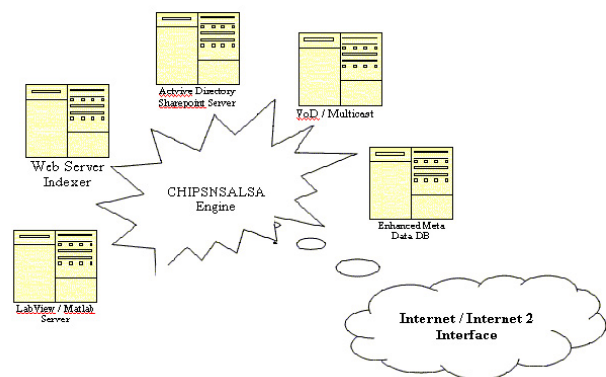 Actvive Directory
Sharepoint Server
VoD / Multicast
Web Server
Indexer
CHIPSNSALSA
Engine
Enhanced Meta
Data DB
LabView / Matlab
Server
Internet / Internet 2
Interface